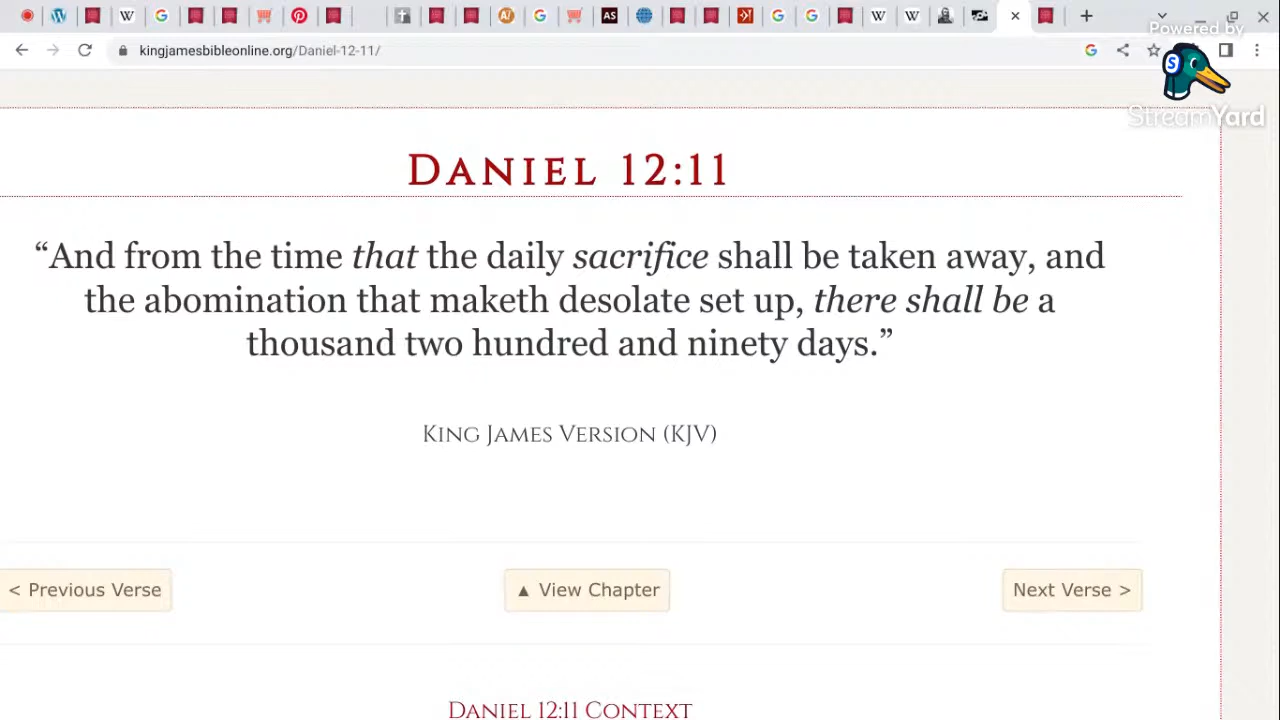 kingjamesbibleonline.org/Daniel-12-11/
Powered by
StreamYard
DANIEL 12:11
“And from the time that the daily sacrifice shall be taken away, and
the abomination that maketh desolate set up, there shall be a
thousand two hundred and ninety days.”
KING JAMES VERSION (KJV)
< Previous Verse
▲ View Chapter
Next Verse >
DANIEL 12:11 CONTEXT